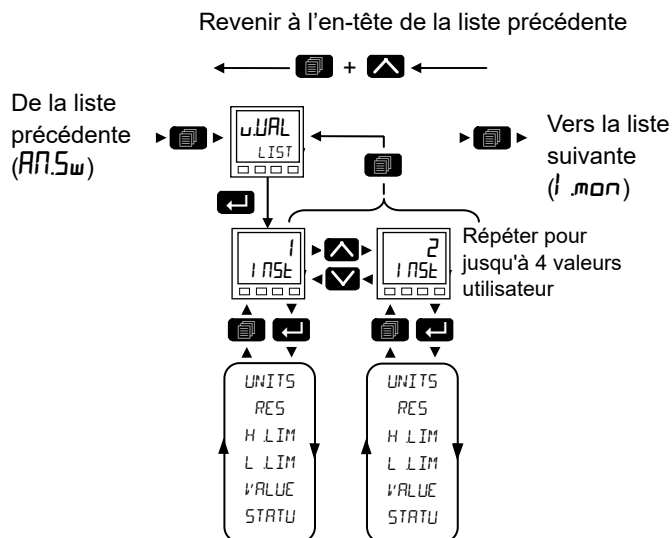 Revenir à l'en-tête de la liste précédente
+
De la liste
précédente
(AM.Sw)
u.VAL
LIST
Vers la liste
suivante
(I.mon)
1
INSt
2
INSt
Répéter pour
jusqu'à 4 valeurs
utilisateur
UNITS
RES
H.LIM
L.LIM
VALUE
STATU
UNITS
RES
H.LIM
L.LIM
VALUE
STATU